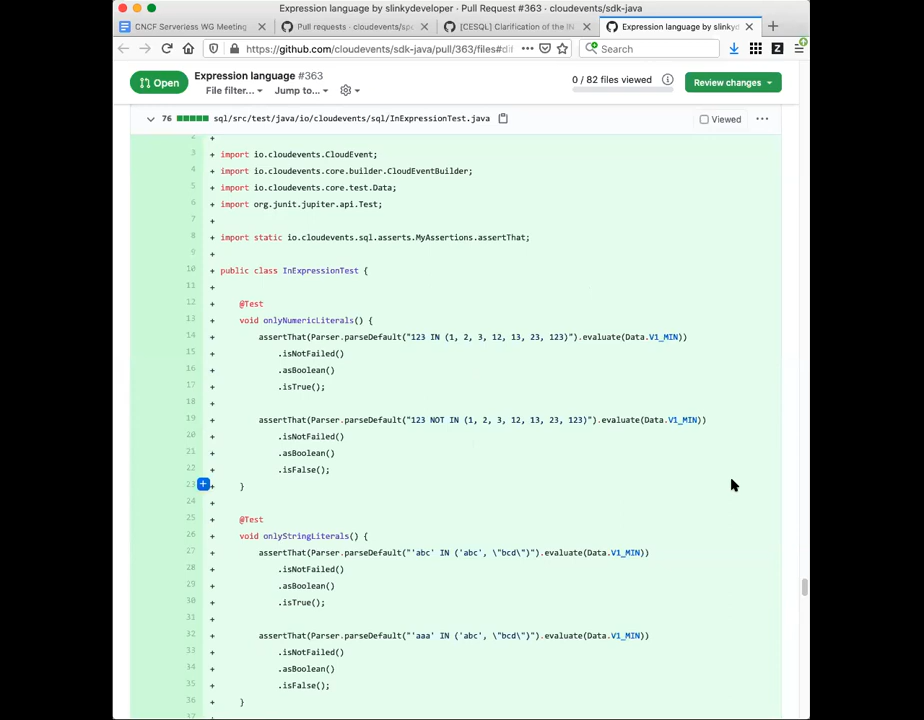 Expression language by slinkydeveloper · Pull Request #363 · cloudevents/sdk-java
CNCF Serverless WG Meeting
Pull requests · cloudevents/spe
[CESQL] Clarification of the IN
Expression language by slinkyd
https://github.com/cloudevents/sdk-java/pull/363/files#dif
Search
Open
Expression language #363
File filter... Jump to...
0 / 82 files viewed
Review changes
76 sql/src/test/java/io/cloudevents/sql/InExpressionTest.java
Viewed
2 +
3 + import io.cloudevents.CloudEvent;
4 + import io.cloudevents.core.builder.CloudEventBuilder;
5 + import io.cloudevents.core.test.Data;
6 + import org.junit.jupiter.api.Test;
7 +
8 + import static io.cloudevents.sql.asserts.MyAssertions.assertThat;
9 +
10 + public class InExpressionTest {
11 +
12 + @Test
13 + void onlyNumericLiterals() {
14 + assertThat(Parser.parseDefault("123 IN (1, 2, 3, 12, 13, 23, 123)").evaluate(Data.V1_MIN))
15 + .isNotFailed()
16 + .asBoolean()
17 + .isTrue();
18 +
19 + assertThat(Parser.parseDefault("123 NOT IN (1, 2, 3, 12, 13, 23, 123)").evaluate(Data.V1_MIN))
20 + .isNotFailed()
21 + .asBoolean()
22 + .isFalse();
23 + }
24 +
25 + @Test
26 + void onlyStringLiterals() {
27 + assertThat(Parser.parseDefault("'abc' IN ('abc', \"bcd\")").evaluate(Data.V1_MIN))
28 + .isNotFailed()
29 + .asBoolean()
30 + .isTrue();
31 +
32 + assertThat(Parser.parseDefault("'aaa' IN ('abc', \"bcd\")").evaluate(Data.V1_MIN))
33 + .isNotFailed()
34 + .asBoolean()
35 + .isFalse();
36 + }
37